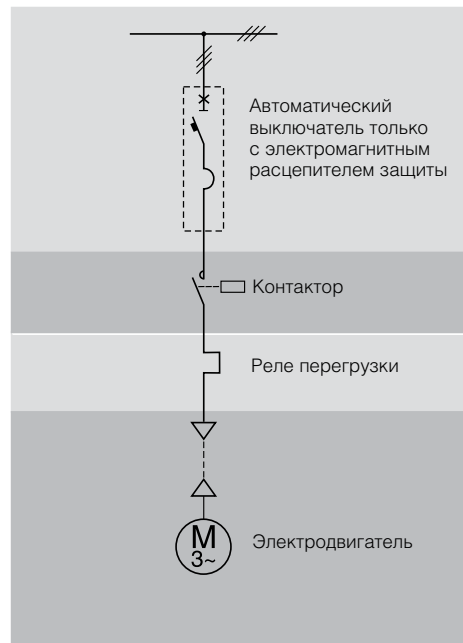 Автоматический
выключатель только
с электромагнитным
расцепителем защиты
Контактор
Реле перегрузки
M
3~
Электродвигатель